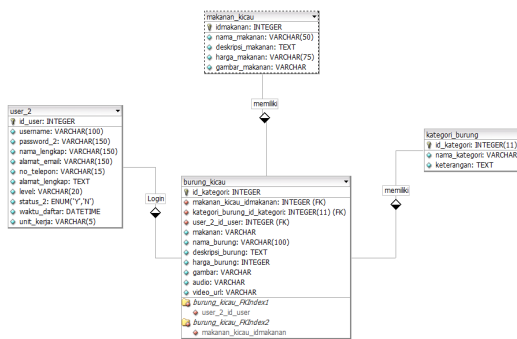 makanan_kicau
idmakanan: INTEGER
nama_makanan: VARCHAR(50)
deskripsi_makanan: TEXT
harga_makanan: VARCHAR(75)
gambar_makanan: VARCHAR
memiliki
user_2
id_user: INTEGER
username: VARCHAR(100)
password_2: VARCHAR(150)
nama_lengkap: VARCHAR(150)
alamat_email: VARCHAR(150)
no_telepon: VARCHAR(15)
alamat_lengkap: TEXT
level: VARCHAR(20)
status_2: ENUM('Y','N')
waktu_daftar: DATETIME
unit_kerja: VARCHAR(5)
Login
kategori_burung
id_kategori: INTEGER(11)
nama_kategori: VARCHAR
keterangan: TEXT
memiliki
burung_kicau
id_kategori: INTEGER
makanan_kicau_idmakanan: INTEGER (FK)
kategori_burung_id_kategori: INTEGER(11) (FK)
user_2_id_user: INTEGER (FK)
makanan: VARCHAR
nama_burung: VARCHAR(100)
deskripsi_burung: TEXT
harga_burung: INTEGER
gambar: VARCHAR
audio: VARCHAR
video_url: VARCHAR
burung_kicau_FKIndex1
user_2_id_user
burung_kicau_FKIndex2
makanan_kicau_idmakanan